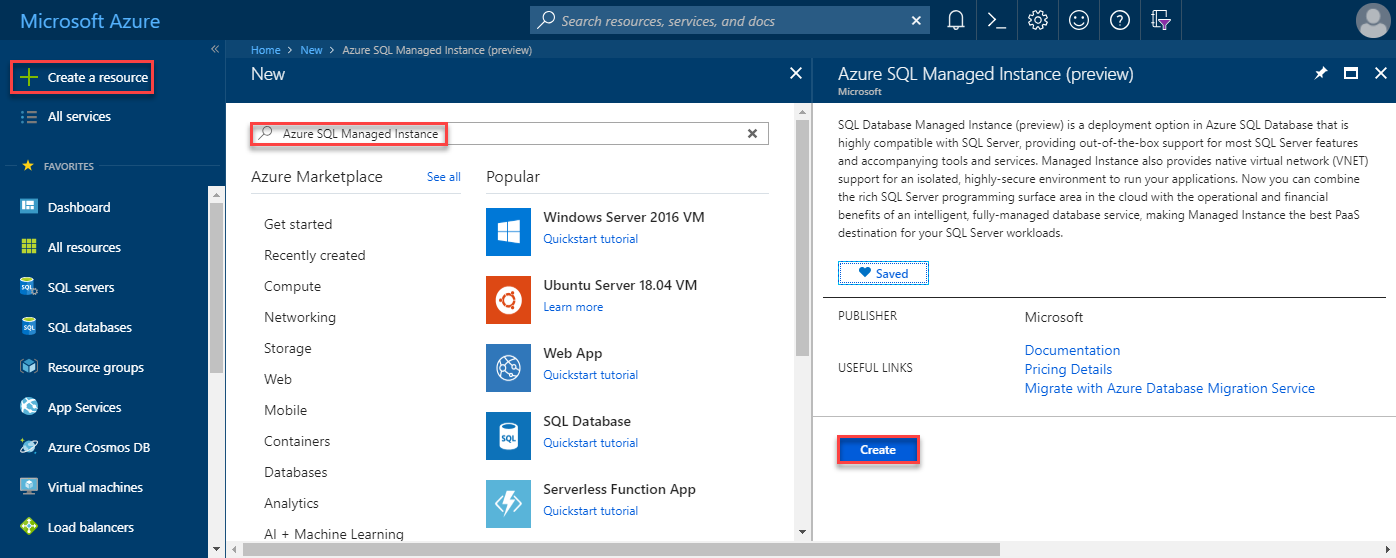 Microsoft Azure
Search resources, services, and docs
Home > New > Azure SQL Managed Instance (preview)
Create a resource
All services
FAVORITES
Dashboard
All resources
SQL servers
SQL databases
Resource groups
App Services
Azure Cosmos DB
Virtual machines
Load balancers
New
Azure SQL Managed Instance
Azure Marketplace
See all
Get started
Recently created
Compute
Networking
Storage
Web
Mobile
Containers
Databases
Analytics
AI + Machine Learning
Popular
Windows Server 2016 VM
Quickstart tutorial
Ubuntu Server 18.04 VM
Learn more
Web App
Quickstart tutorial
SQL Database
Quickstart tutorial
Serverless Function App
Quickstart tutorial
Azure SQL Managed Instance (preview)
Microsoft
SQL Database Managed Instance (preview) is a deployment option in Azure SQL Database that is
highly compatible with SQL Server, providing out-of-the-box support for most SQL Server features
and accompanying tools and services. Managed Instance also provides native virtual network (VNET)
support for an isolated, highly-secure environment to run your applications. Now you can combine
the rich SQL Server programming surface area in the cloud with the operational and financial
benefits of an intelligent, fully-managed database service, making Managed Instance the best PaaS
destination for your SQL Server workloads.
Saved
PUBLISHER
Microsoft
USEFUL LINKS
Documentation
Pricing Details
Migrate with Azure Database Migration Service
Create